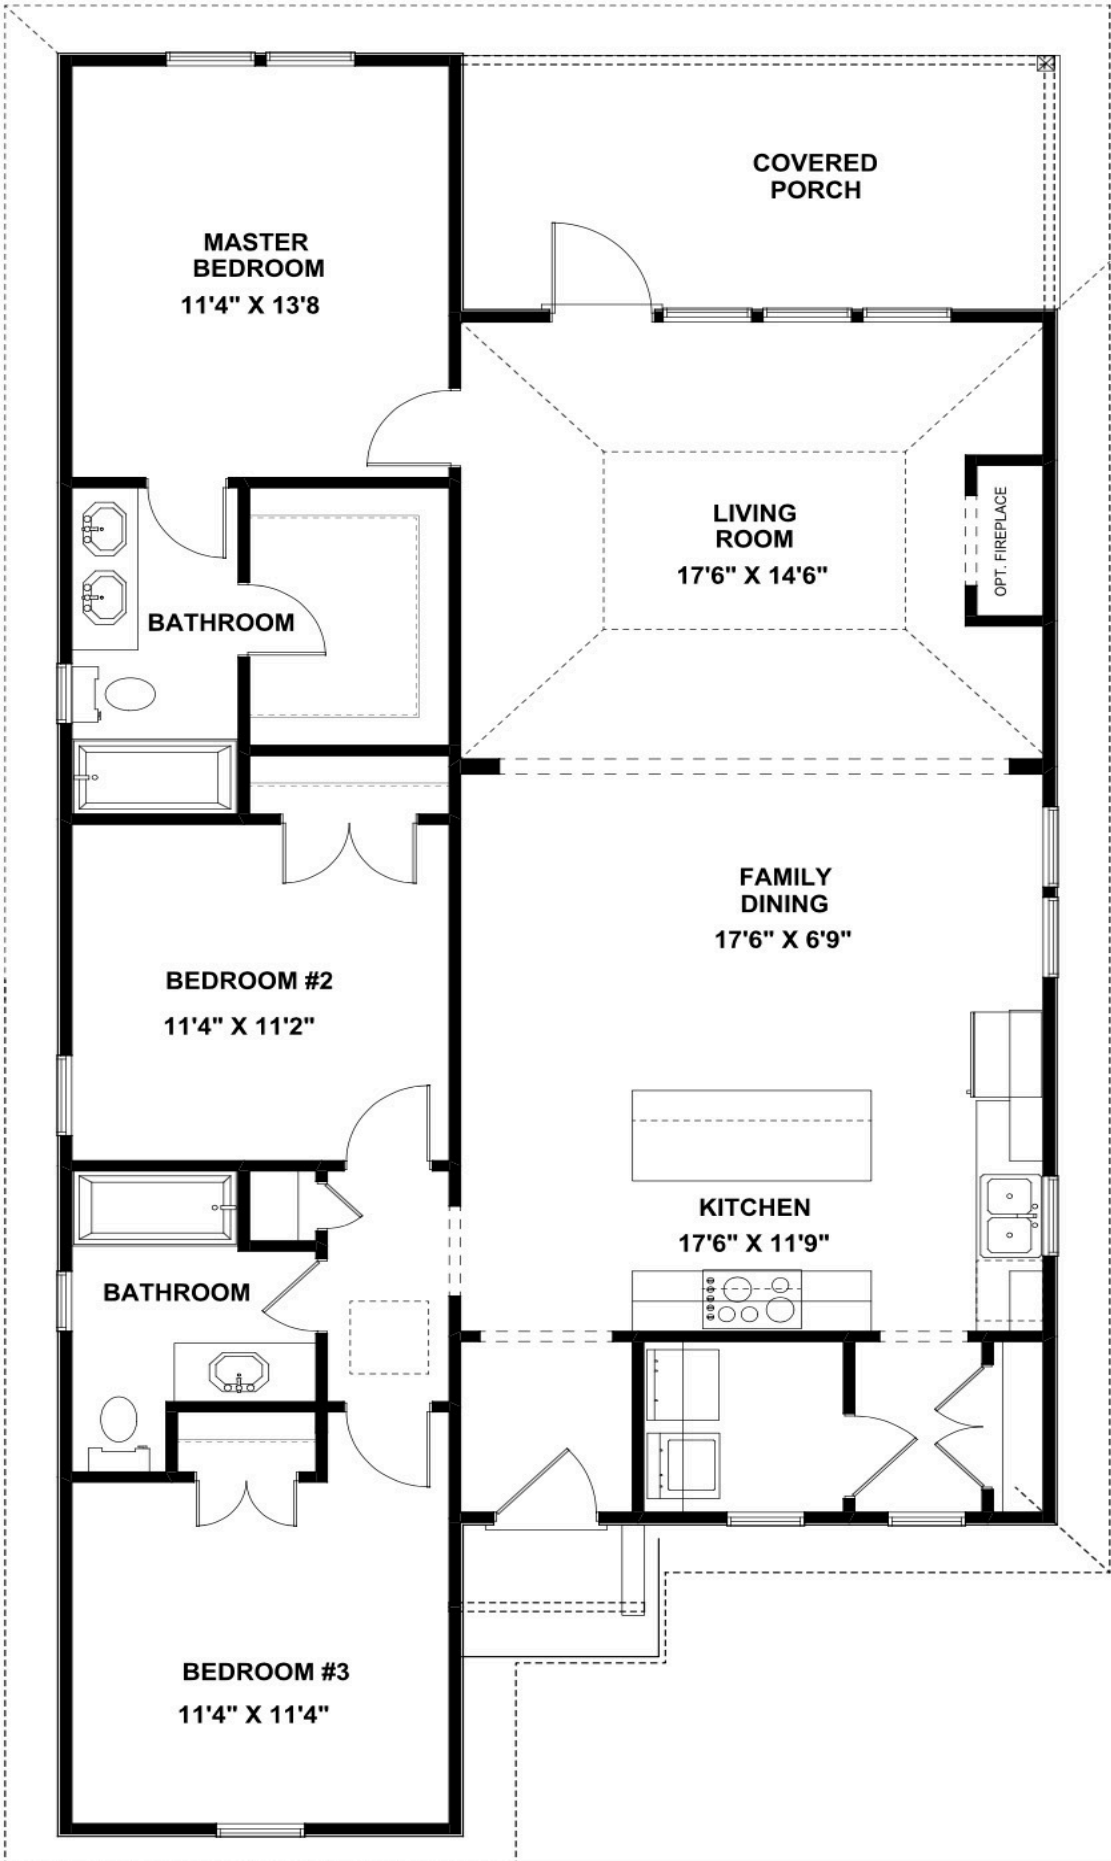 COVERED
PORCH
MASTER
BEDROOM
11'4" X 13'8
LIVING
ROOM
17'6" X 14'6"
OPT. FIREPLACE
BATHROOM
FAMILY
DINING
17'6" X 6'9"
BEDROOM #2
11'4" X 11'2"
KITCHEN
17'6" X 11'9"
BATHROOM
BEDROOM #3
11'4" X 11'4"